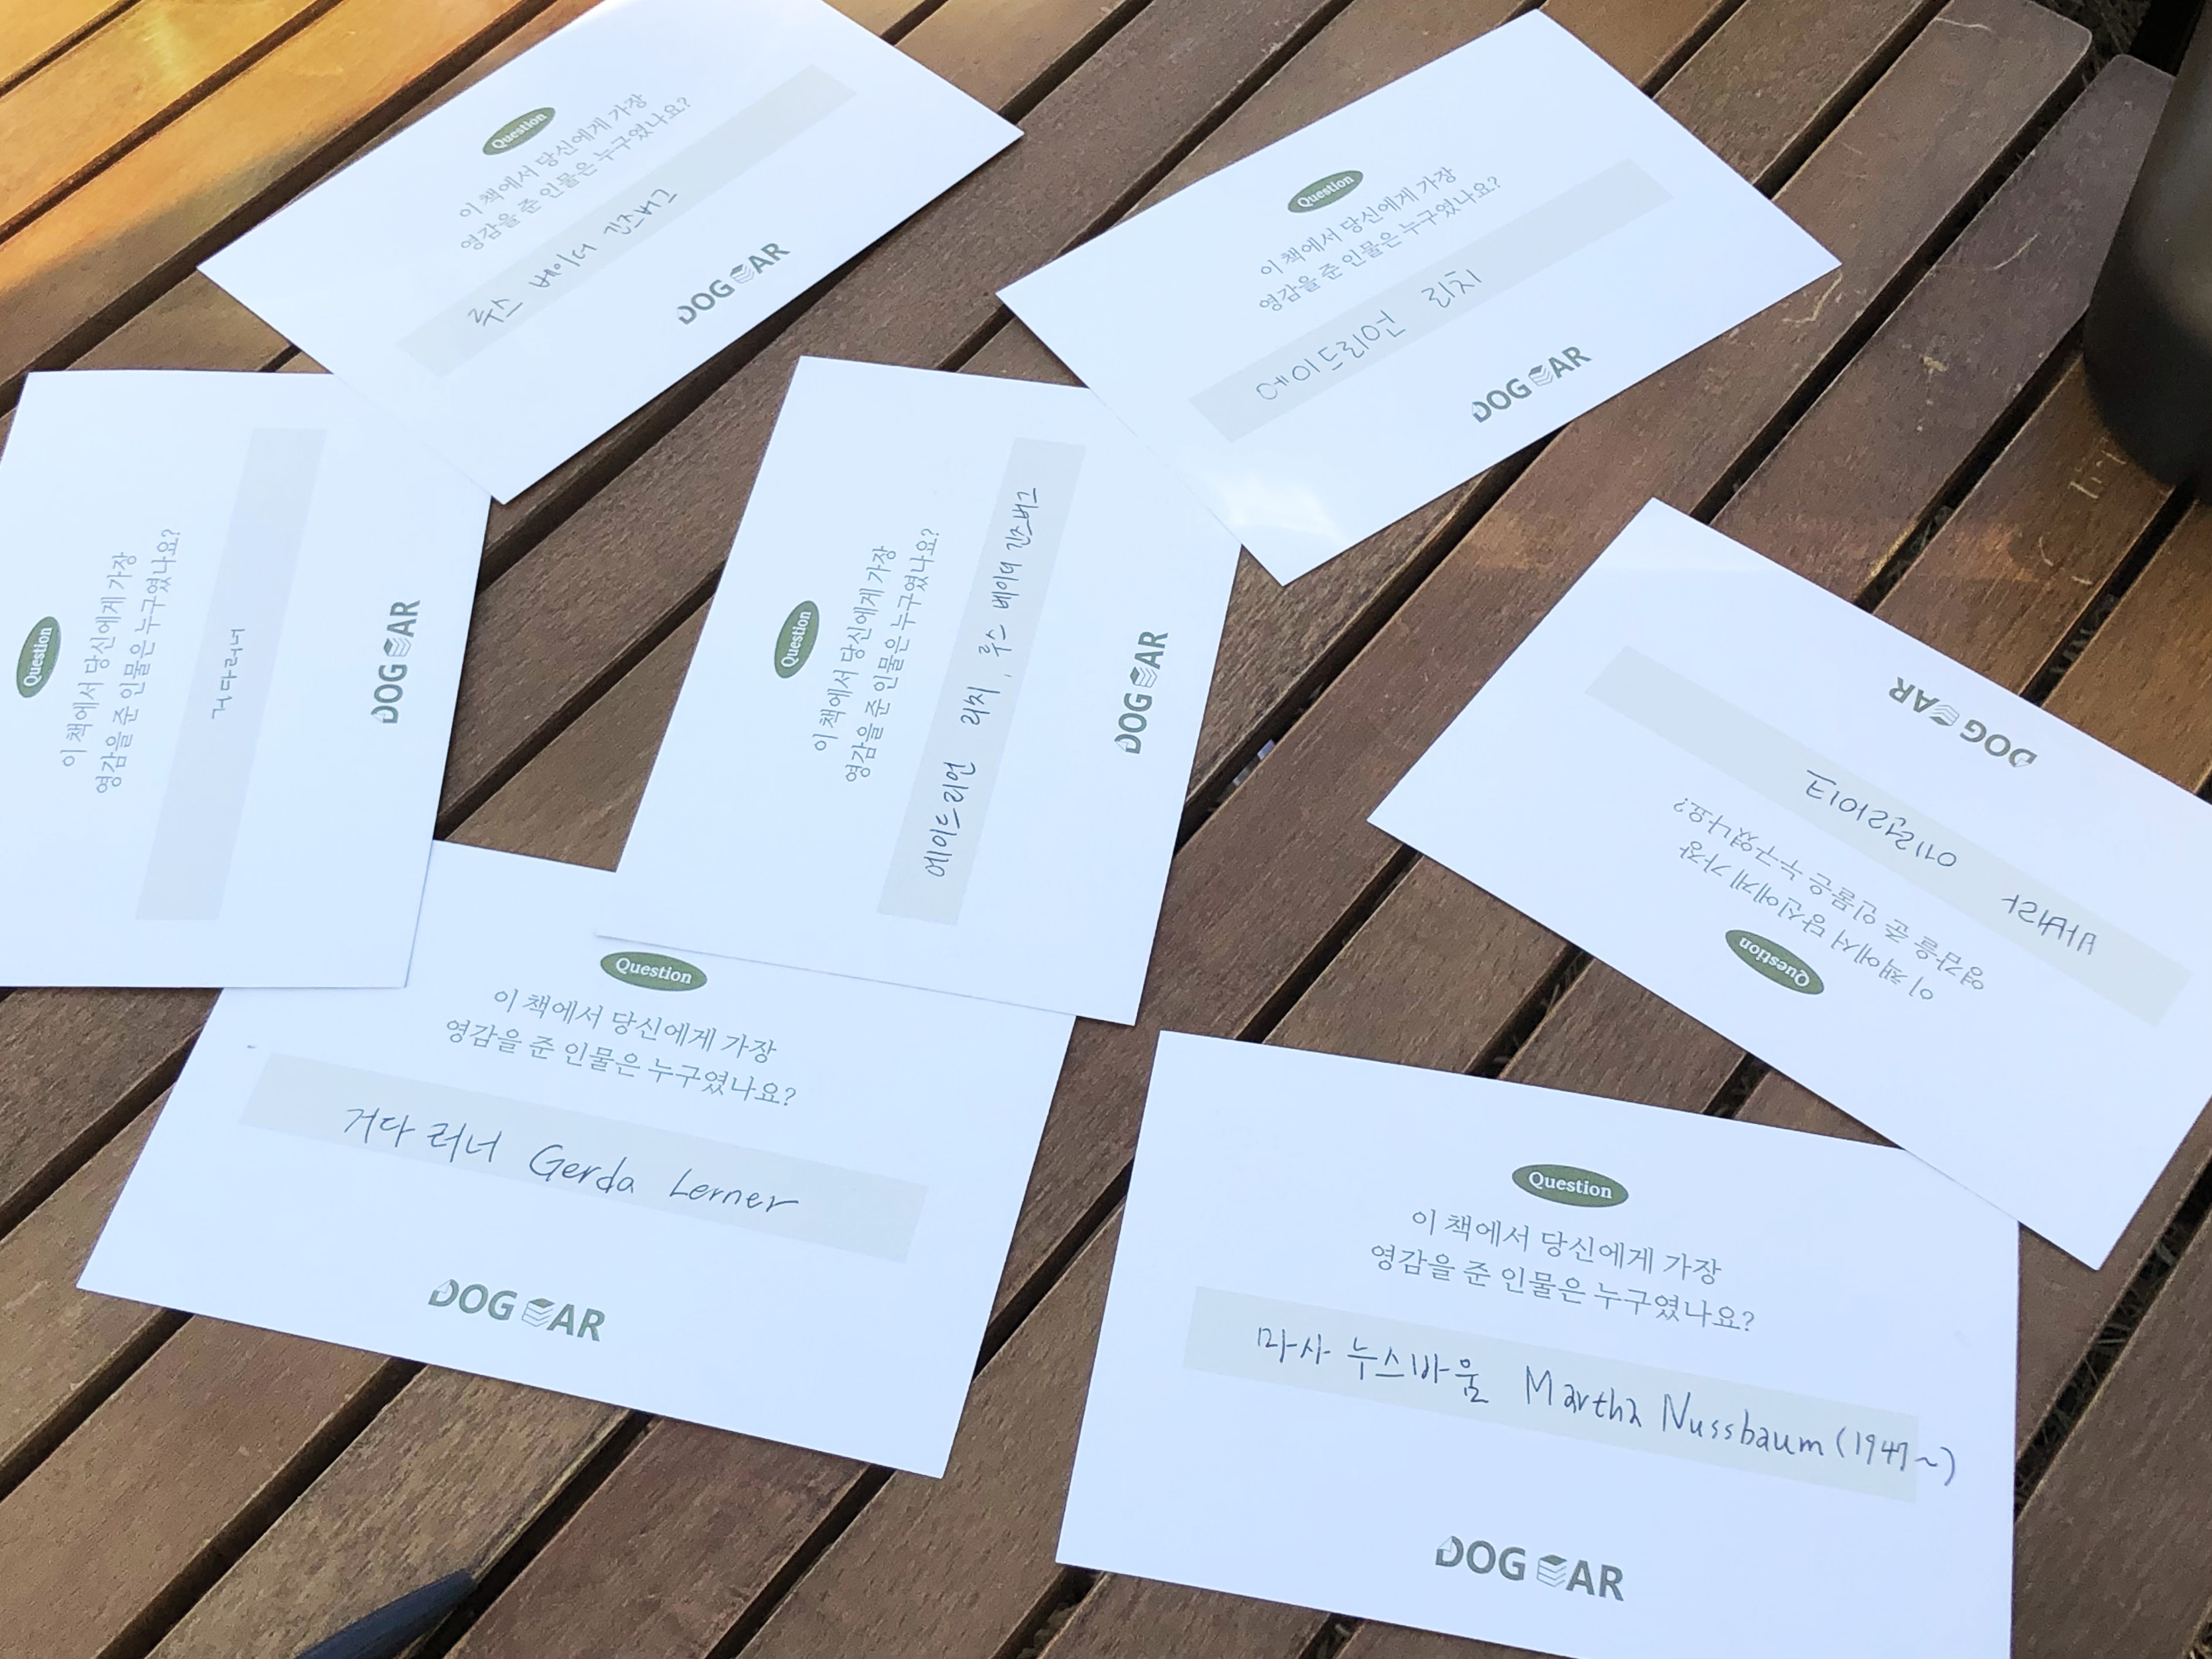 Question
이 책에서 당신에게 가장
영감을 준 인물은 누구였나요?
루스 베이더 긴즈버그
DOG EAR
Question
이 책에서 당신에게 가장
영감을 준 인물은 누구였나요?
에이드리언 리치
DOG EAR
Question
이 책에서 당신에게 가장
영감을 준 인물은 누구였나요?
거다러너
DOG EAR
Question
이 책에서 당신에게 가장
영감을 준 인물은 누구였나요?
에이드리언 리치, 루스 베이더 긴즈버그
DOG EAR
Question
이 책에서 당신에게 가장
영감을 준 인물은 누구였나요?
바버라 에런라이크
DOG EAR
Question
이 책에서 당신에게 가장
영감을 준 인물은 누구였나요?
거다 러너 Gerda Lerner
DOG EAR
Question
이 책에서 당신에게 가장
영감을 준 인물은 누구였나요?
마사 누스바움 Martha Nussbaum (1947~)
DOG EAR